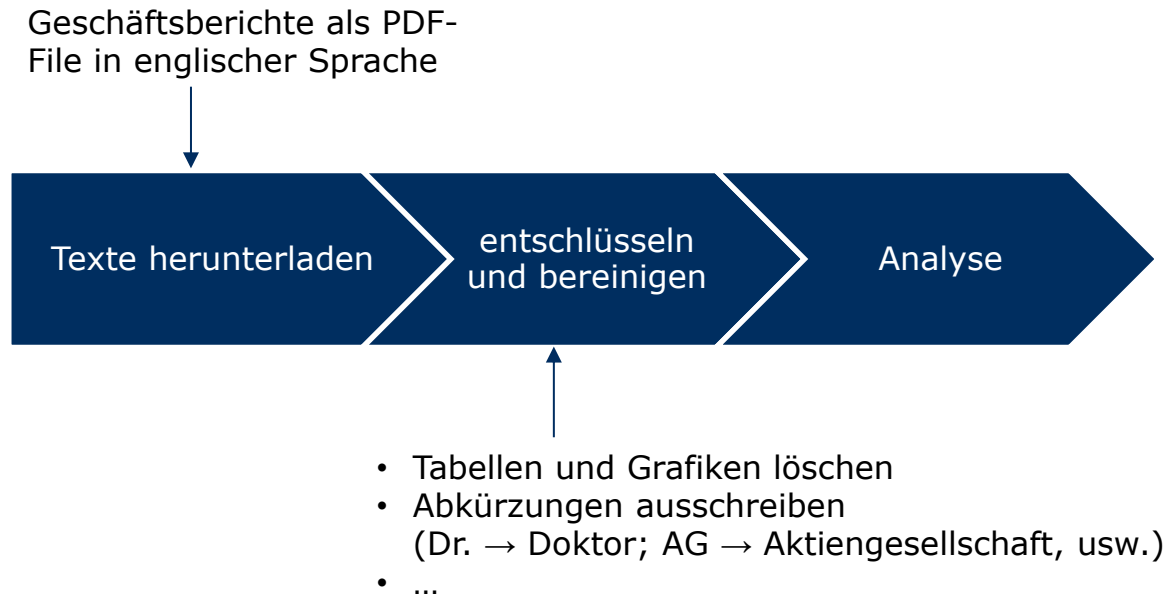 Geschäftsberichte als PDF-
File in englischer Sprache
Texte herunterladen
entschlüsseln
und bereinigen
Analyse
• Tabellen und Grafiken löschen
• Abkürzungen ausschreiben
(Dr. → Doktor; AG → Aktiengesellschaft, usw.)
• …